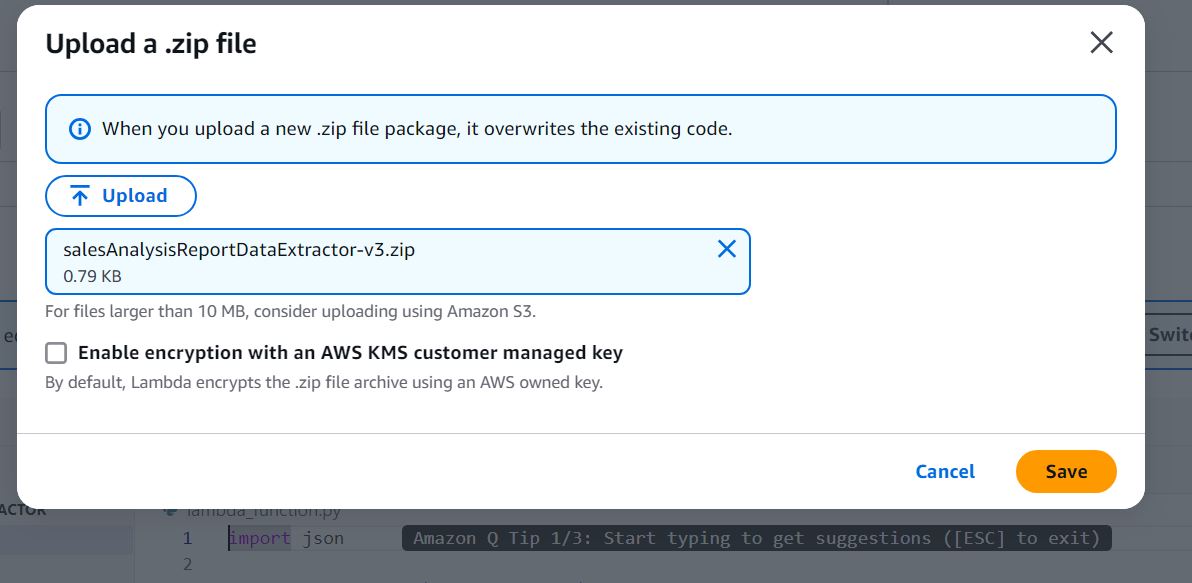 Upload a .zip file
When you upload a new .zip file package, it overwrites the existing code.
Upload
salesAnalysisReportDataExtractor-v3.zip
0.79 KB
For files larger than 10 MB, consider uploading using Amazon S3.
Enable encryption with an AWS KMS customer managed key
By default, Lambda encrypts the .zip file archive using an AWS owned key.
Cancel
Save
lambda_function.py
1 import json Amazon Q Tip 1/3: Start typing to get suggestions ([ESC] to exit)
2